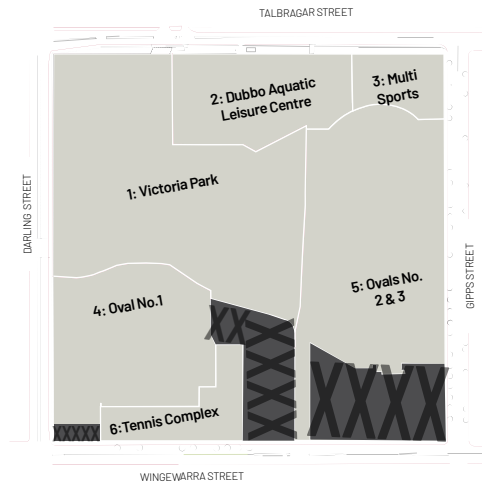 TALBRAGAR STREET
2: Dubbo Aquatic
Leisure Centre
3: Multi
Sports
1: Victoria Park
DARLING STREET
GIPPS STREET
5: Ovals No.
2 & 3
4: Oval No.1
6:Tennis Complex
WINGEWARRA STREET